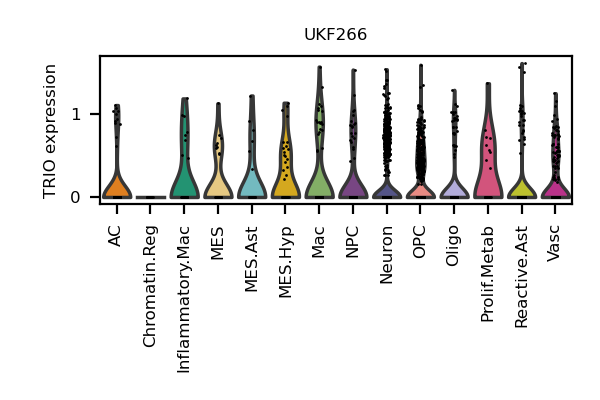 UKF266
TRIO expression
1
0
AC
Chromatin.Reg
Inflammatory.Mac
MES
MES.Ast
MES.Hyp
Mac
NPC
Neuron
OPC
Oligo
Prolif.Metab
Reactive.Ast
Vasc